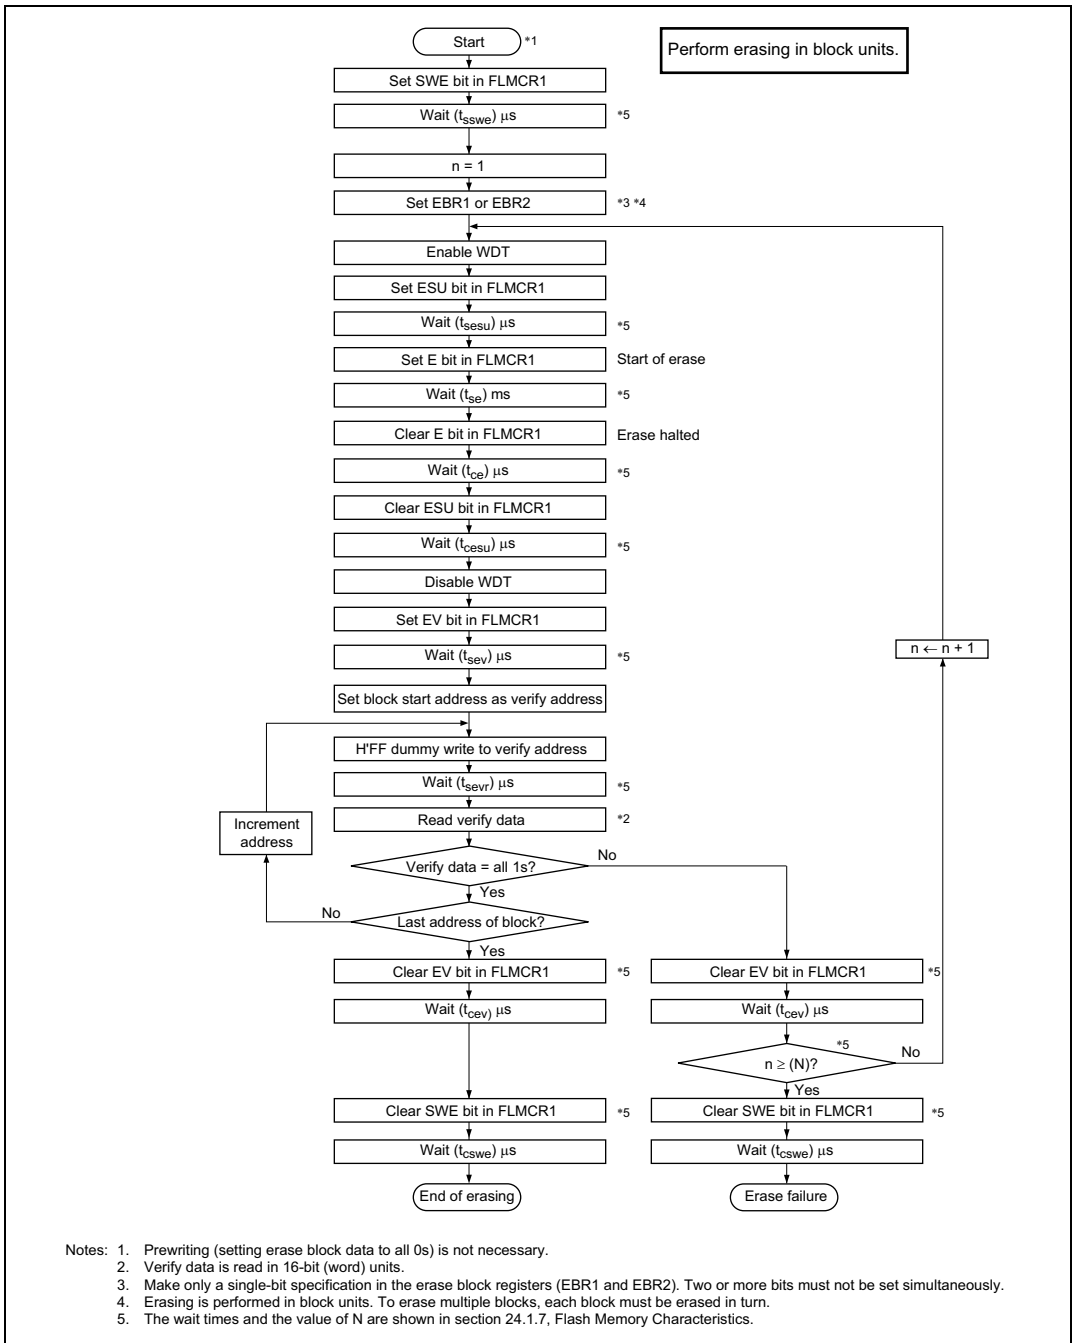 Start *1
Perform erasing in block units.
Set SWE bit in FLMCR1
Wait (tsswe) μs *5
n = 1
Set EBR1 or EBR2 *3 *4
Enable WDT
Set ESU bit in FLMCR1
Wait (tsesu) μs *5
Set E bit in FLMCR1 Start of erase
Wait (tse) ms *5
Clear E bit in FLMCR1 Erase halted
Wait (tce) μs *5
Clear ESU bit in FLMCR1
Wait (tcesu) μs *5
Disable WDT
Set EV bit in FLMCR1
Wait (tsev) μs *5
n ← n + 1
Set block start address as verify address
H'FF dummy write to verify address
Wait (tsevr) μs *5
Read verify data *2
Increment
address
Verify data = all 1s? No
Yes
No Last address of block?
Yes
Clear EV bit in FLMCR1 *5 Clear EV bit in FLMCR1 *5
Wait (tcev) μs Wait (tcev) μs
*5
n ≥ (N)? No
Yes
Clear SWE bit in FLMCR1 *5 Clear SWE bit in FLMCR1 *5
Wait (tcswe) μs Wait (tcswe) μs
End of erasing Erase failure
Notes: 1. Prewriting (setting erase block data to all 0s) is not necessary.
2. Verify data is read in 16-bit (word) units.
3. Make only a single-bit specification in the erase block registers (EBR1 and EBR2). Two or more bits must not be set simultaneously.
4. Erasing is performed in block units. To erase multiple blocks, each block must be erased in turn.
5. The wait times and the value of N are shown in section 24.1.7, Flash Memory Characteristics.